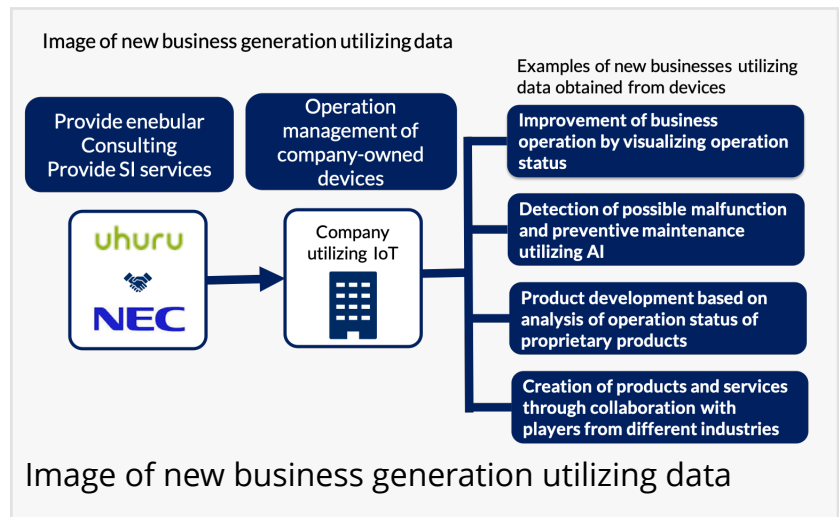 Image of new business generation utilizing data
Provide enebular
Consulting
Provide SI services
Operation
management of
company-owned
devices
uhuru
NEC
Company
utilizing IoT
Examples of new businesses utilizing
data obtained from devices
Improvement of business
operation by visualizing operation
status
Detection of possible malfunction
and preventive maintenance
utilizing AI
Product development based on
analysis of operation status of
proprietary products
Creation of products and services
through collaboration with
players from different industries
Image of new business generation utilizing data